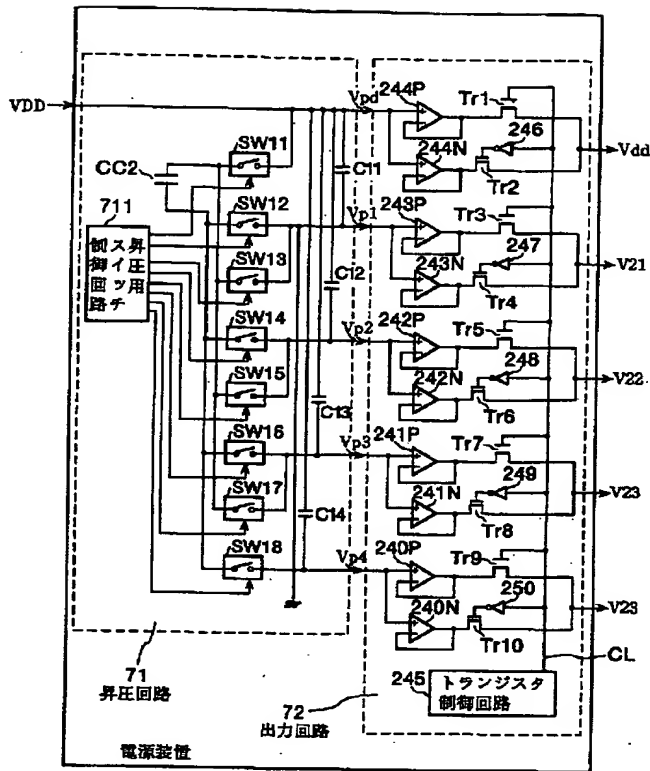 VDD
Vpd
244P
Tr1
246
Vdd
SW11
C11
244N
Tr2
CC2
711
昇圧用スイッチ制御回路
SW12
Vp1
243P
Tr3
247
SW13
C12
243N
Tr4
V21
SW14
Vp2
242P
Tr5
248
SW15
C13
242N
Tr6
V22
SW16
Vp3
241P
Tr7
249
SW17
C14
241N
Tr8
V23
SW18
Vp4
240P
Tr9
250
240N
Tr10
V23
CL
71
昇圧回路
72
出力回路
245
トランジスタ
制御回路
電源装置